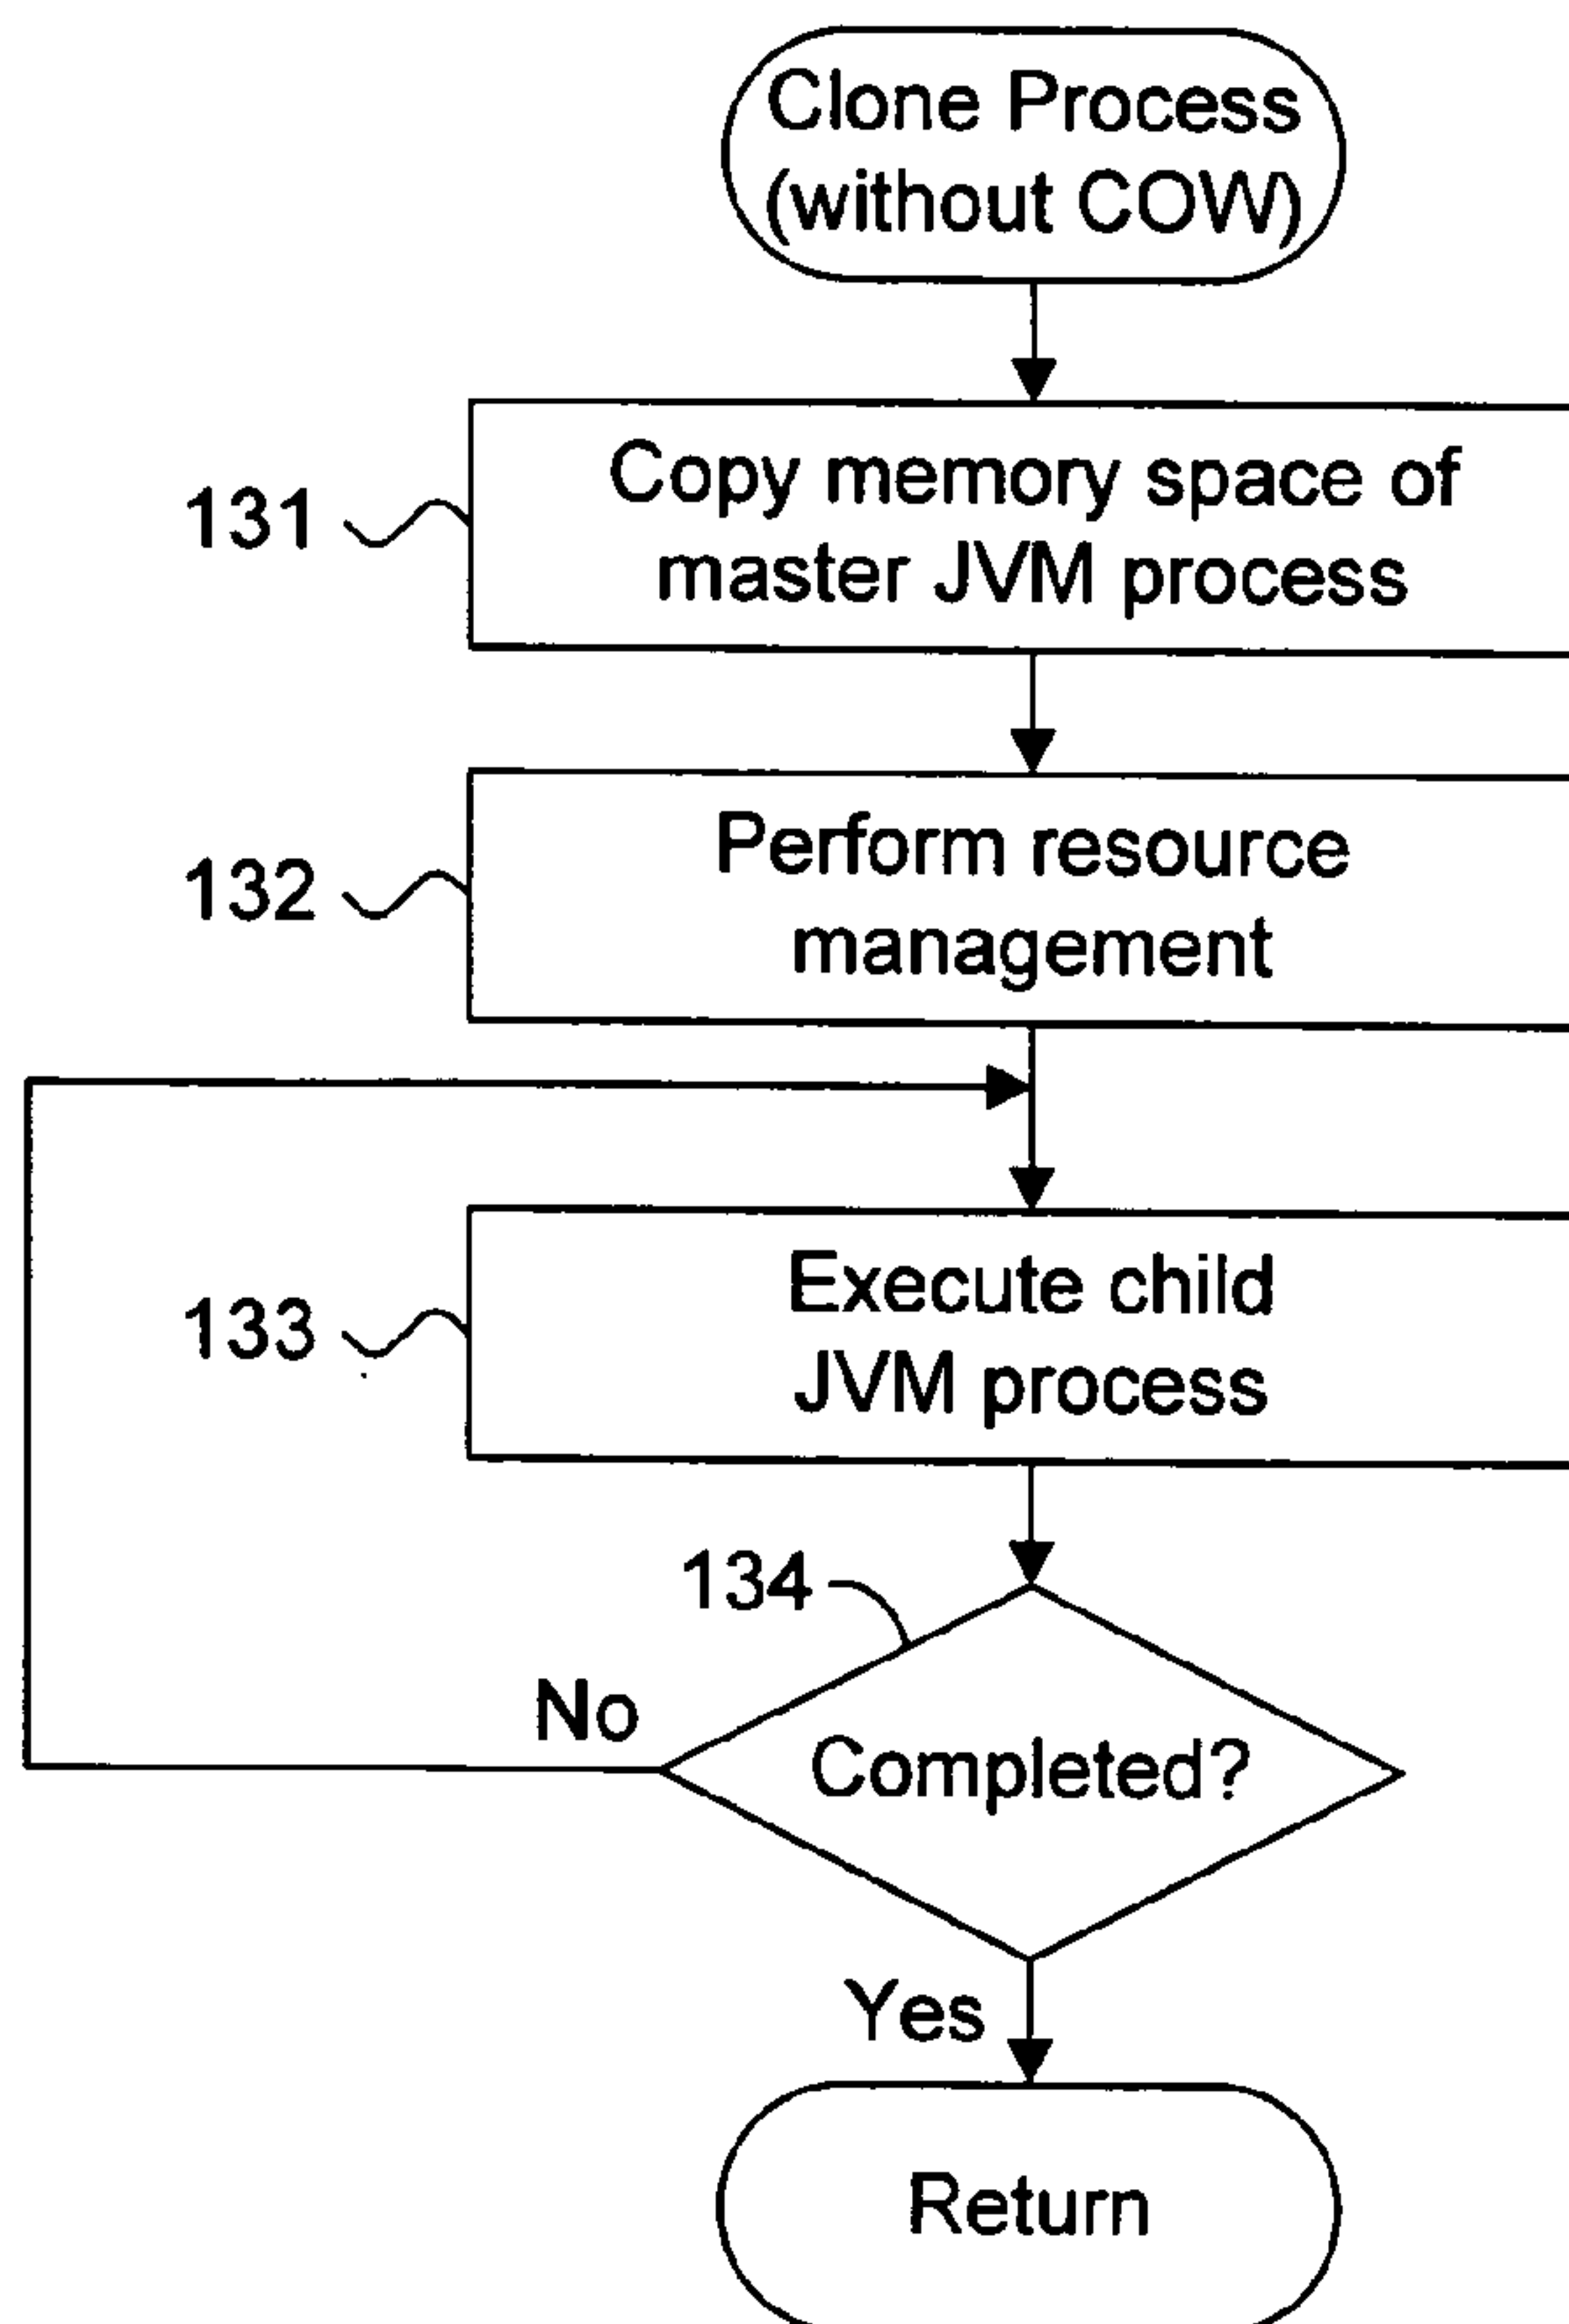 Clone Process
(without COW)
Copy memory space of
master JVM process
131
Perform resource
management
132
Execute child
JVM process
133
134
No
Completed?
Yes
Return